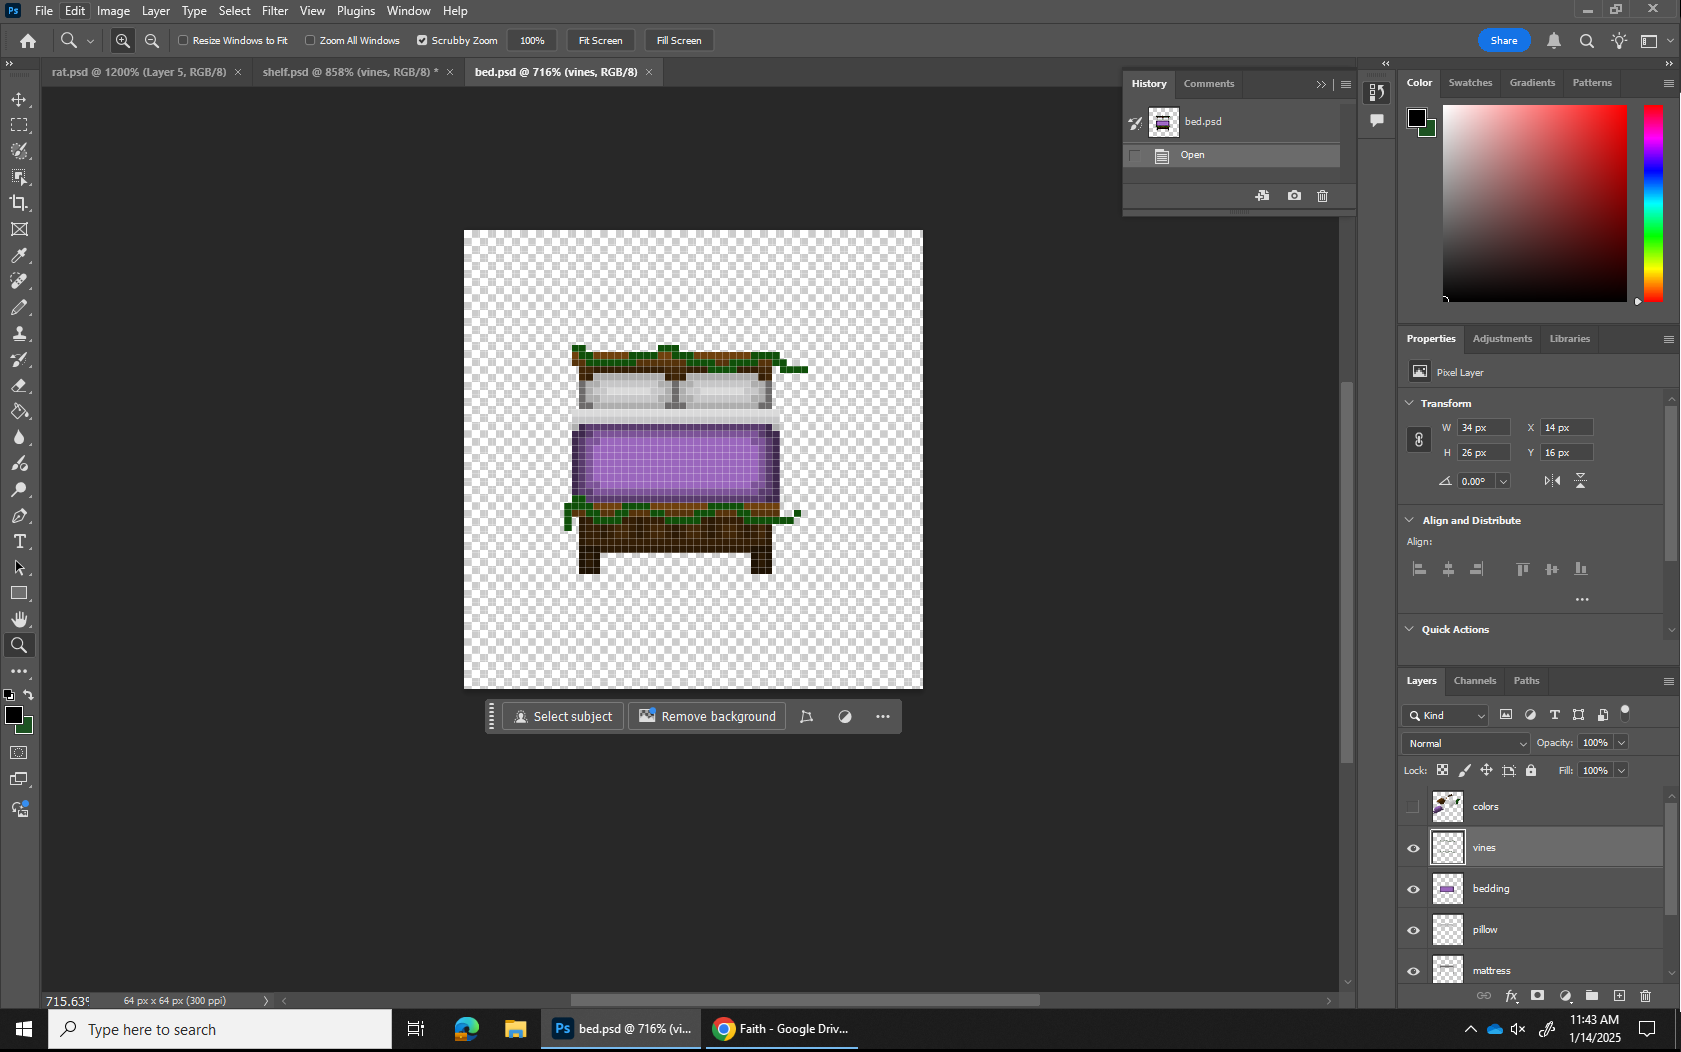 Ps File Edit Image Layer Type Select Filter View Plugins Window Help
Resize Windows to Fit Zoom All Windows Scrubby Zoom 100% Fit Screen Fill Screen Share
rat.psd @ 1200% (Layer 5, RGB/8) × shelf.psd @ 858% (vines, RGB/8) * × bed.psd @ 716% (vines, RGB/8) ×
History Comments
bed.psd
Open
Color Swatches Gradients Patterns
Properties Adjustments Libraries
Pixel Layer
Transform
W 34 px X 14 px
H 26 px Y 16 px
0.00°
Align and Distribute
Align:
Quick Actions
Select subject Remove background
Layers Channels Paths
Kind
Normal Opacity: 100%
Lock: Fill: 100%
colors
vines
bedding
pillow
mattress
715.63% 64 px x 64 px (300 ppi)
Type here to search
Ps bed.psd @ 716% (vi...
Faith - Google Driv...
11:43 AM
1/14/2025